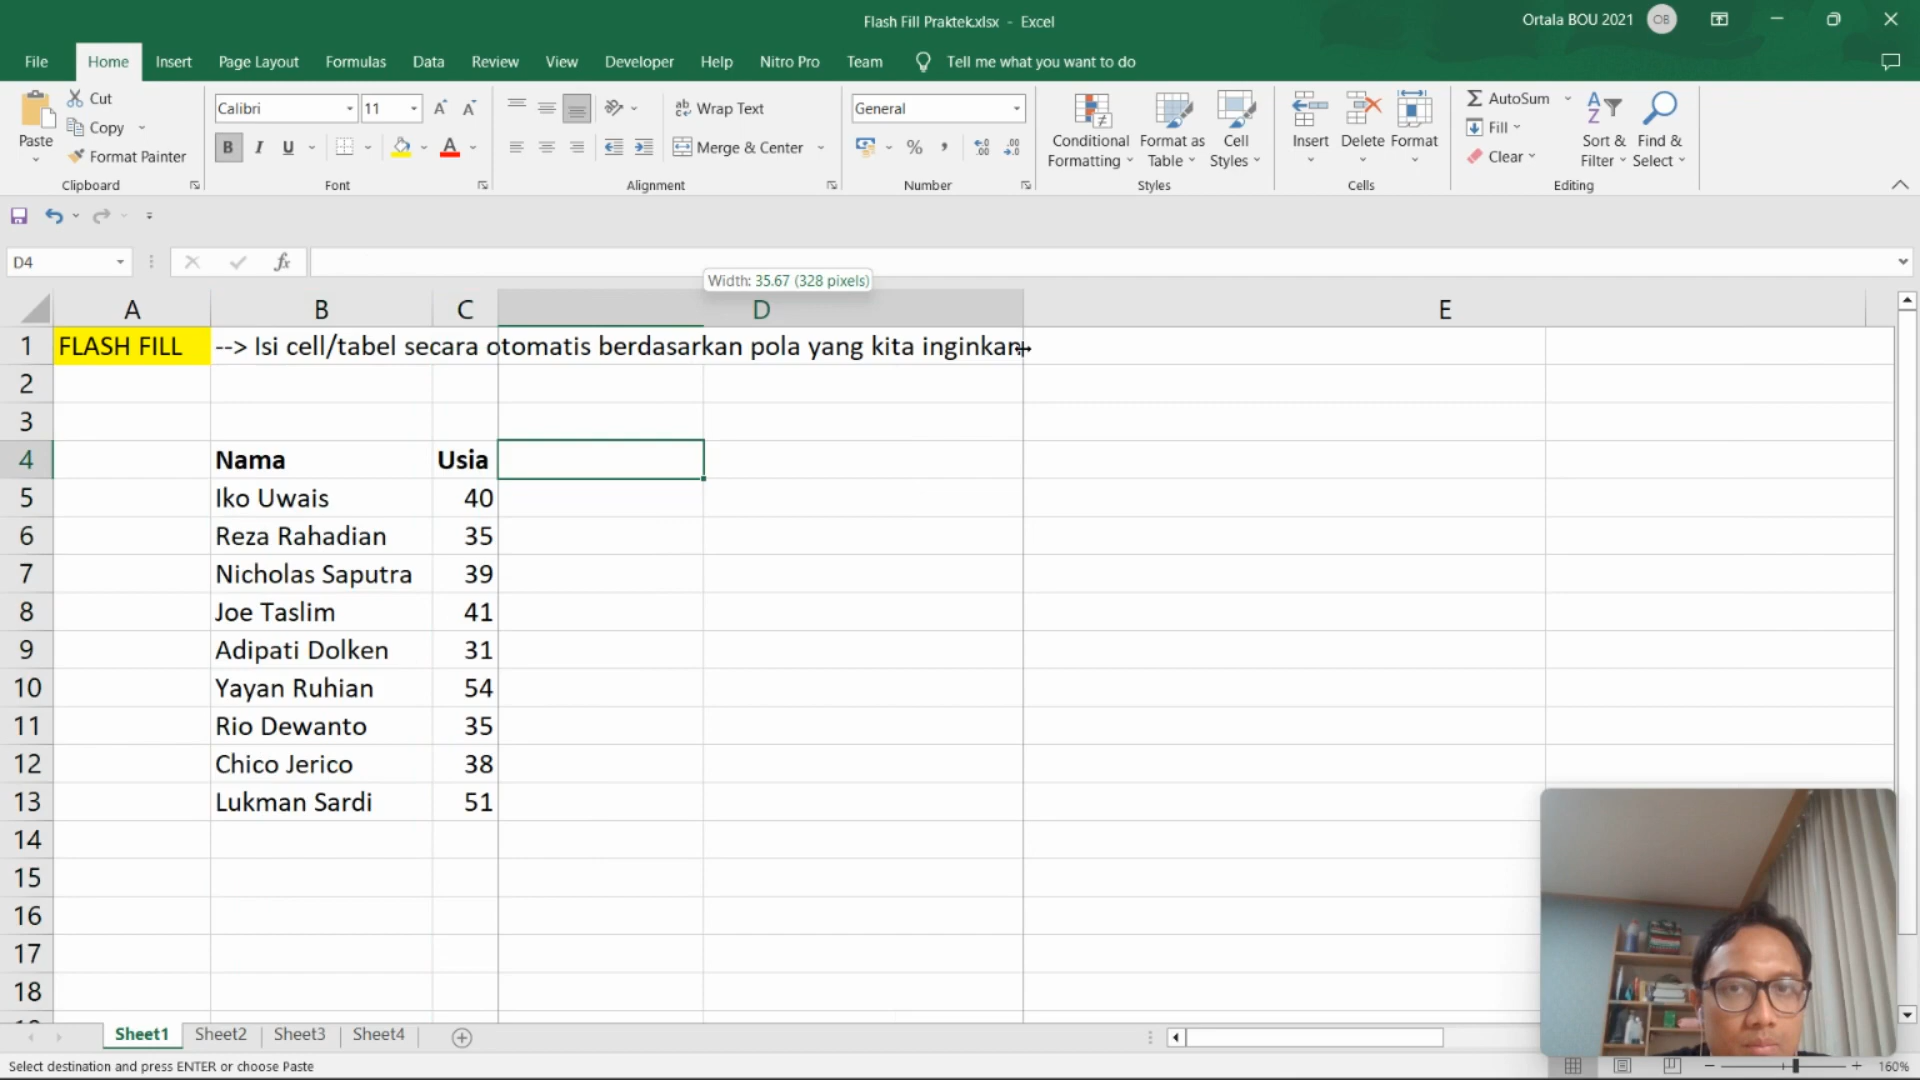 Flash Fill Praktek.xlsx - Excel
Ortala BOU 2021 OB
File Home Insert Page Layout Formulas Data Review View Developer Help Nitro Pro Team Tell me what you want to do
Paste
Cut
Copy
Format Painter
Clipboard
Calibri 11
B I U
Font
Wrap Text
Merge & Center
Alignment
General
Number
Conditional Formatting
Format as Table
Cell Styles
Styles
Insert Delete Format
Cells
AutoSum
Fill
Clear
Sort & Filter
Find & Select
Editing
D4
fx
Width: 35.67 (328 pixels)
A B C D E
1 FLASH FILL --> Isi cell/tabel secara otomatis berdasarkan pola yang kita inginkan
2
3
4 Nama Usia
5 Iko Uwais 40
6 Reza Rahadian 35
7 Nicholas Saputra 39
8 Joe Taslim 41
9 Adipati Dolken 31
10 Yayan Ruhian 54
11 Rio Dewanto 35
12 Chico Jerico 38
13 Lukman Sardi 51
14
15
16
17
18
Sheet1 Sheet2 Sheet3 Sheet4
Select destination and press ENTER or choose Paste
160%